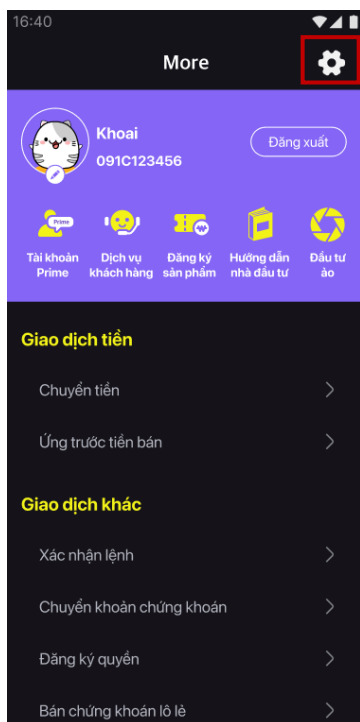 16:40
More
Khoai
091C123456
Đăng xuất
Prime
Tài khoản
Prime
Dịch vụ
khách hàng
Đăng ký
sản phẩm
Hướng dẫn
nhà đầu tư
Đầu tư
ảo
Giao dịch tiền
Chuyển tiền
Ứng trước tiền bán
Giao dịch khác
Xác nhận lệnh
Chuyển khoản chứng khoán
Đăng ký quyền
Bán chứng khoán lô lẻ